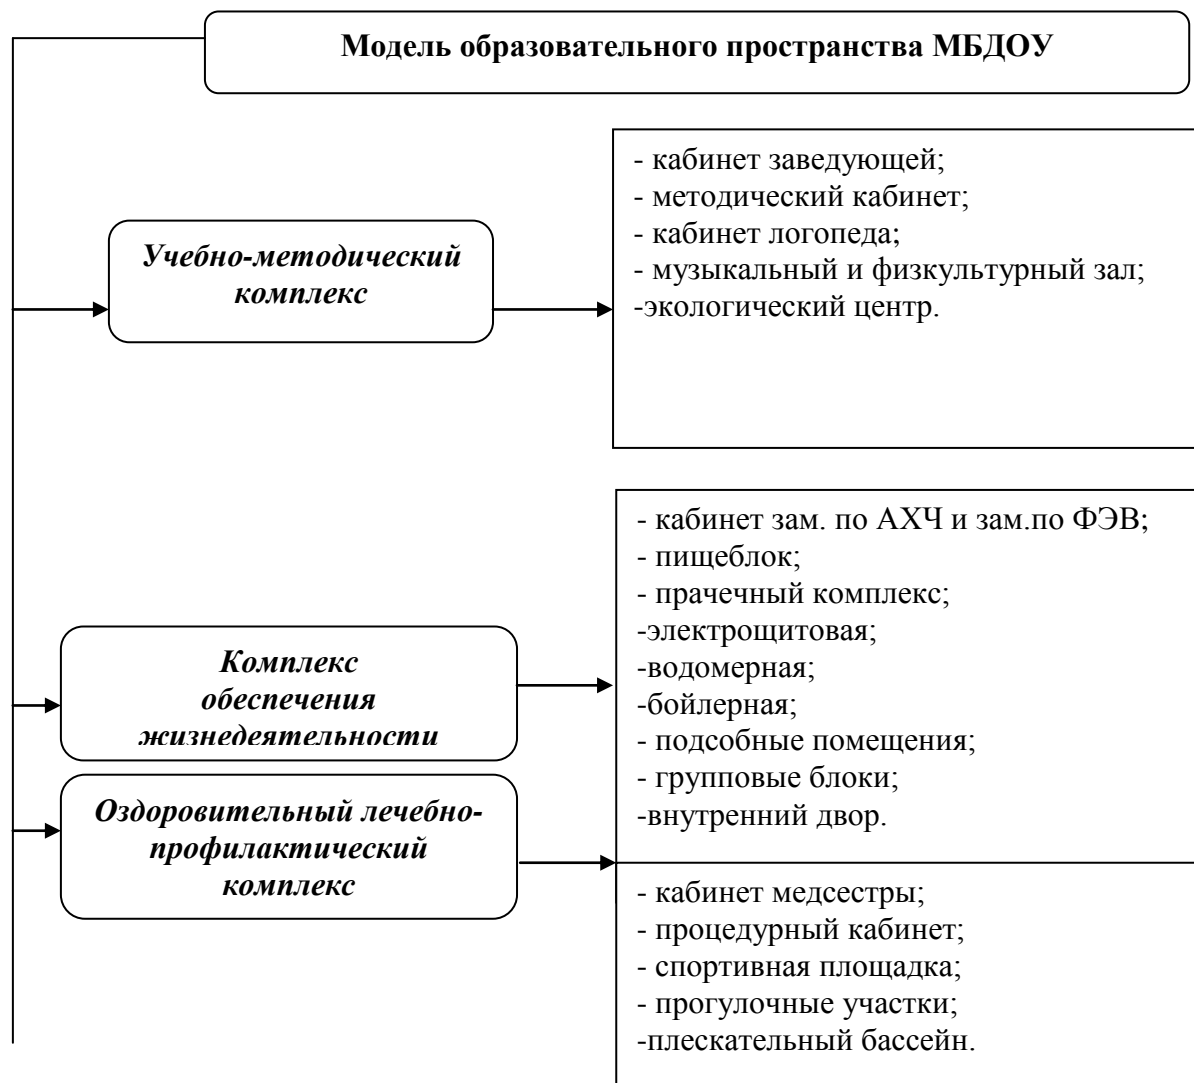 Модель образовательного пространства МБДОУ
Учебно-методический
комплекс
- кабинет заведующей;
- методический кабинет;
- кабинет логопеда;
- музыкальный и физкультурный зал;
-экологический центр.
Комплекс
обеспечения
жизнедеятельности
- кабинет зам. по АХЧ и зам.по ФЭВ;
- пищеблок;
- прачечный комплекс;
-электрощитовая;
-водомерная;
-бойлерная;
- подсобные помещения;
- групповые блоки;
-внутренний двор.
Оздоровительный лечебно-
профилактический
комплекс
- кабинет медсестры;
- процедурный кабинет;
- спортивная площадка;
- прогулочные участки;
-плескательный бассейн.